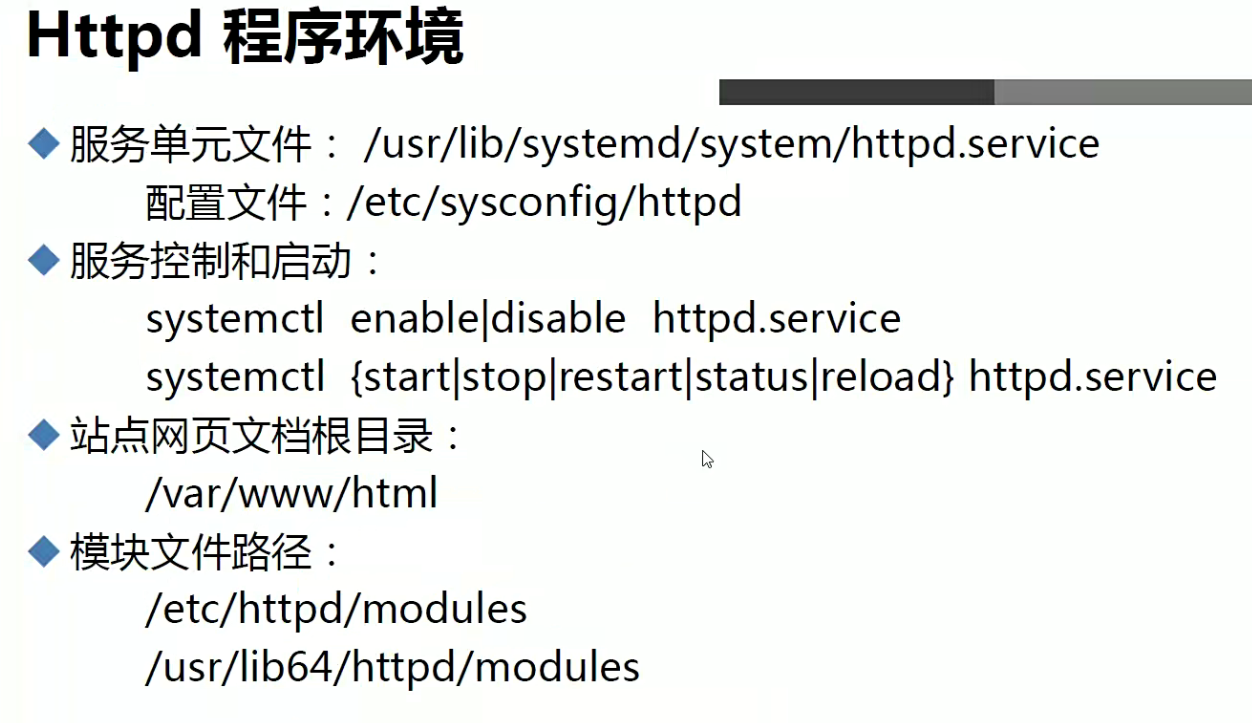 Httpd 程序环境
服务单元文件： /usr/lib/systemd/system/httpd.service
配置文件：/etc/sysconfig/httpd
服务控制和启动：
systemctl enable|disable httpd.service
systemctl {start|stop|restart|status|reload} httpd.service
站点网页文档根目录：
/var/www/html
模块文件路径：
/etc/httpd/modules
/usr/lib64/httpd/modules